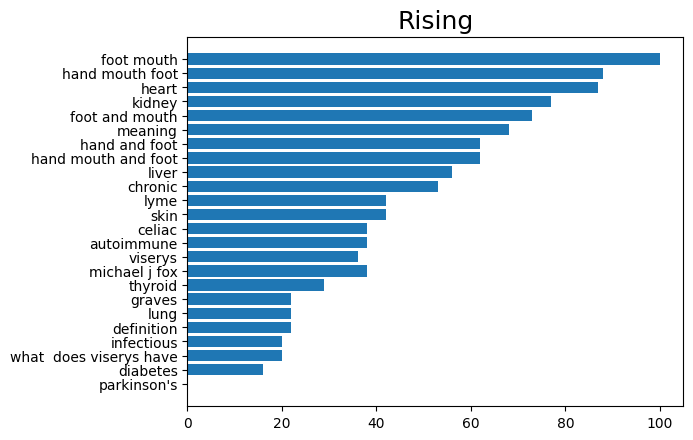 Rising
foot mouth
hand mouth foot
heart
kidney
foot and mouth
meaning
hand and foot
hand mouth and foot
liver
chronic
lyme
skin
celiac
autoimmune
viserys
michael j fox
thyroid
graves
lung
definition
infectious
what  does viserys have
diabetes
parkinson's
0 20 40 60 80 100